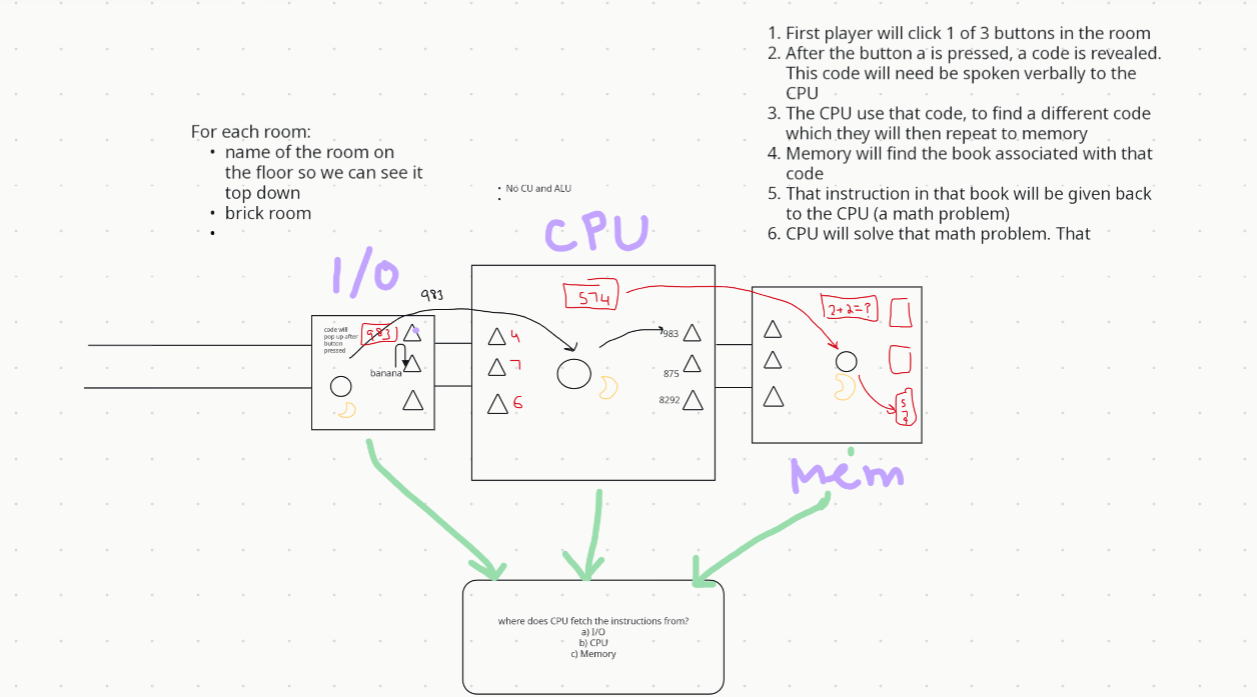 1. First player will click 1 of 3 buttons in the room
2. After the button a is pressed, a code is revealed.
This code will need be spoken verbally to the
CPU
3. The CPU use that code, to find a different code
which they will then repeat to memory
4. Memory will find the book associated with that
code
5. That instruction in that book will be given back
to the CPU (a math problem)
6. CPU will solve that math problem. That
For each room:
• name of the room on
the floor so we can see it
top down
• brick room
•
• No CU and ALU
•
I/O
CPU
Mem
983
code will
pop up after
button
pressed
983
banana
574
4
7
6
983
875
8292
2+2=?
where does CPU fetch the instructions from?
a) I/O
b) CPU
c) Memory